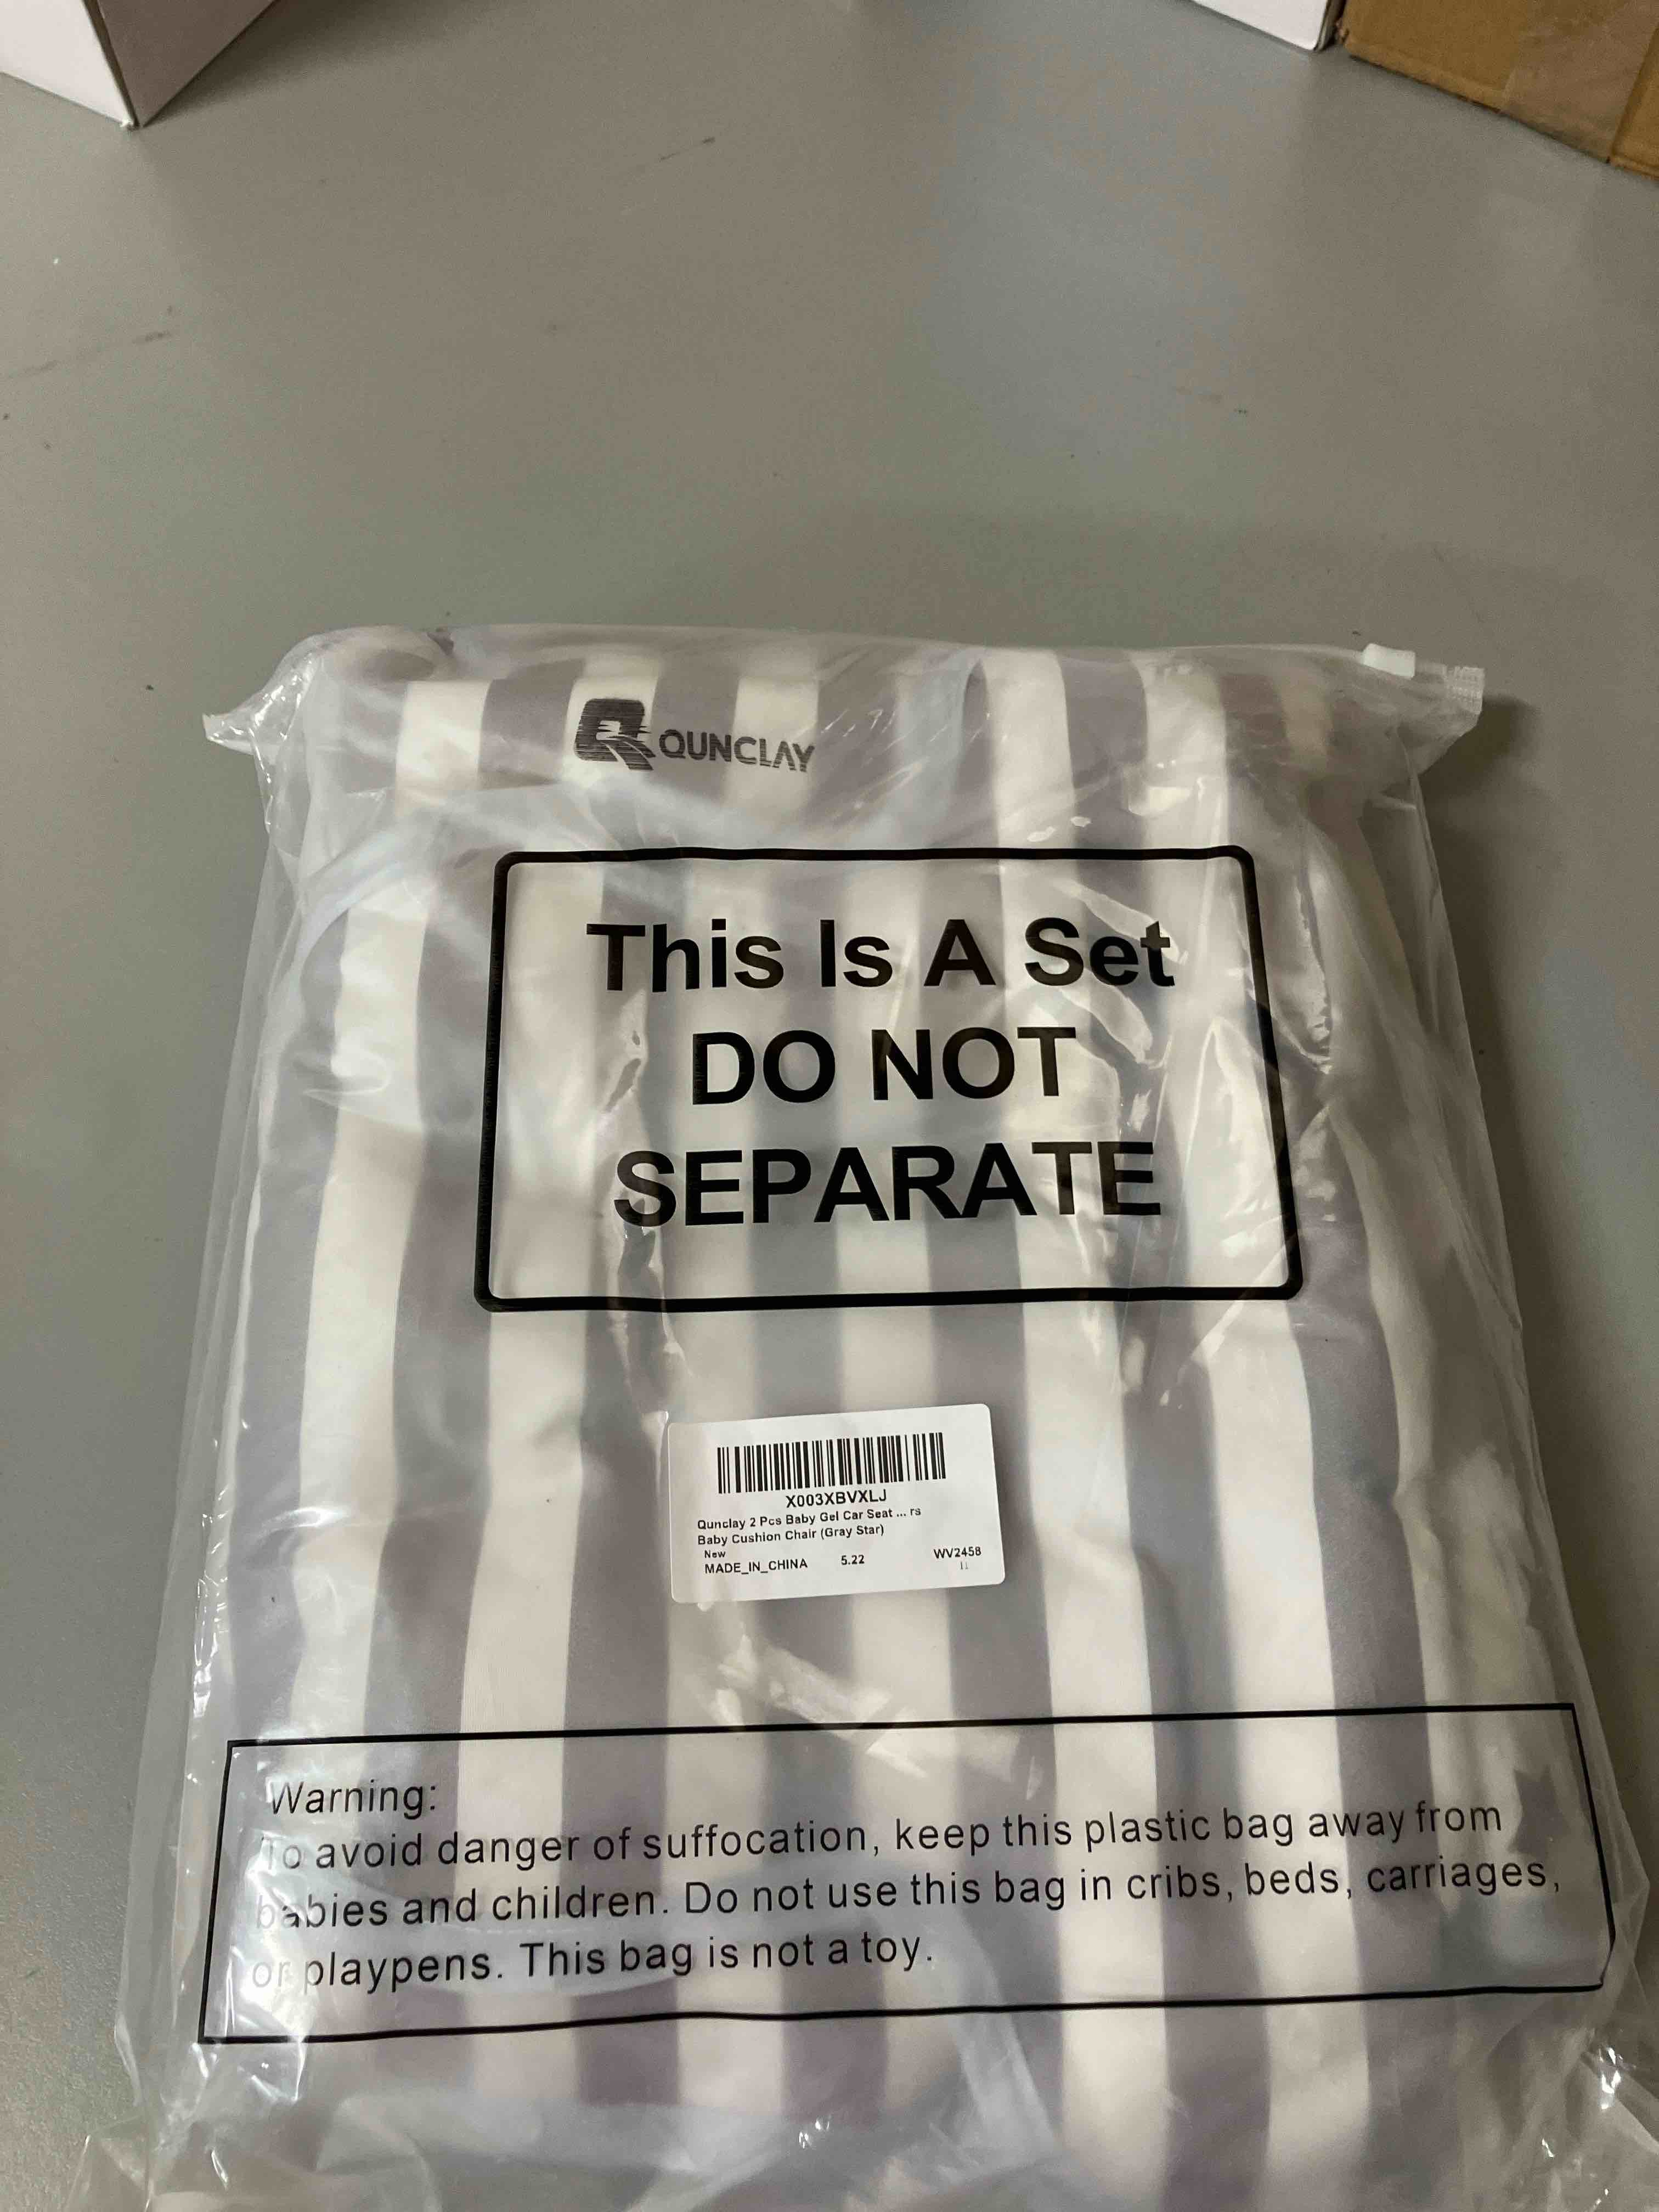 QUNCLAY
This Is A Set
DO NOT
SEPARATE
X003XBVXLJ
Qunclay 2 Pcs Baby Gel Car Seat ... rs
Baby Cushion Chair (Gray Star)
New
MADE_IN_CHINA 5.22 WV2458
Warning:
To avoid danger of suffocation, keep this plastic bag away from
babies and children. Do not use this bag in cribs, beds, carriages,
or playpens. This bag is not a toy.